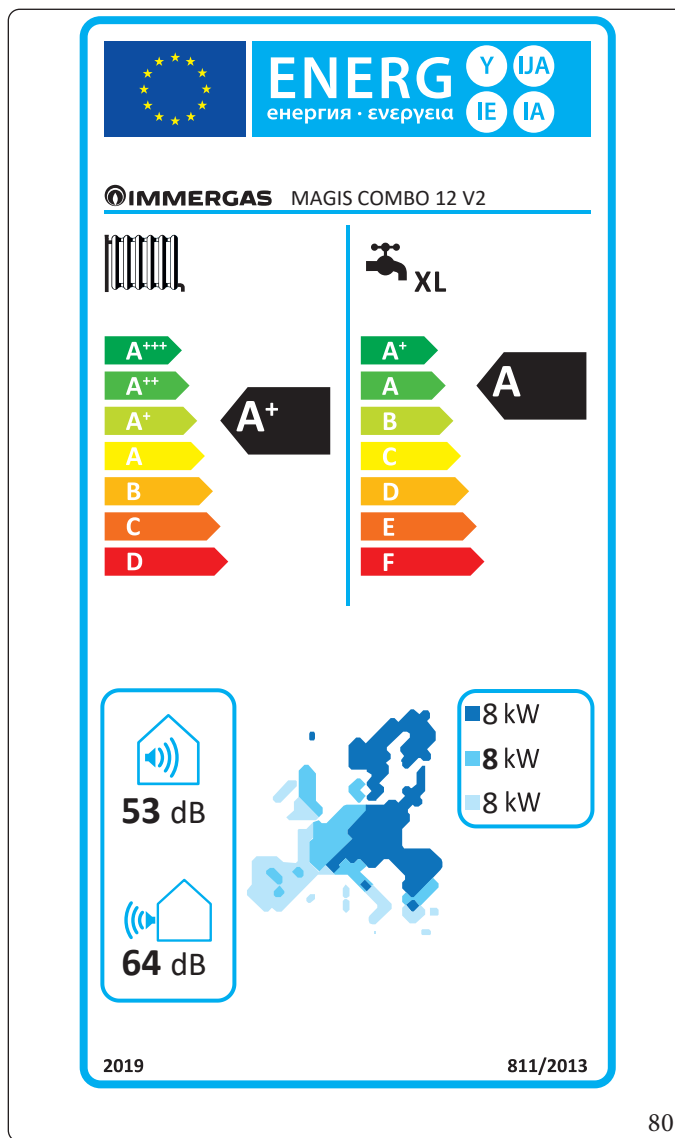 ENERG Y IJA
енергия · ενεργεια IE IA
IMMERGAS MAGIS COMBO 12 V2
XL
A+++
A++
A+
A
B
C
D
A+
A+
A
B
C
D
E
F
A
53 dB
64 dB
8 kW
8 kW
8 kW
2019 811/2013
80